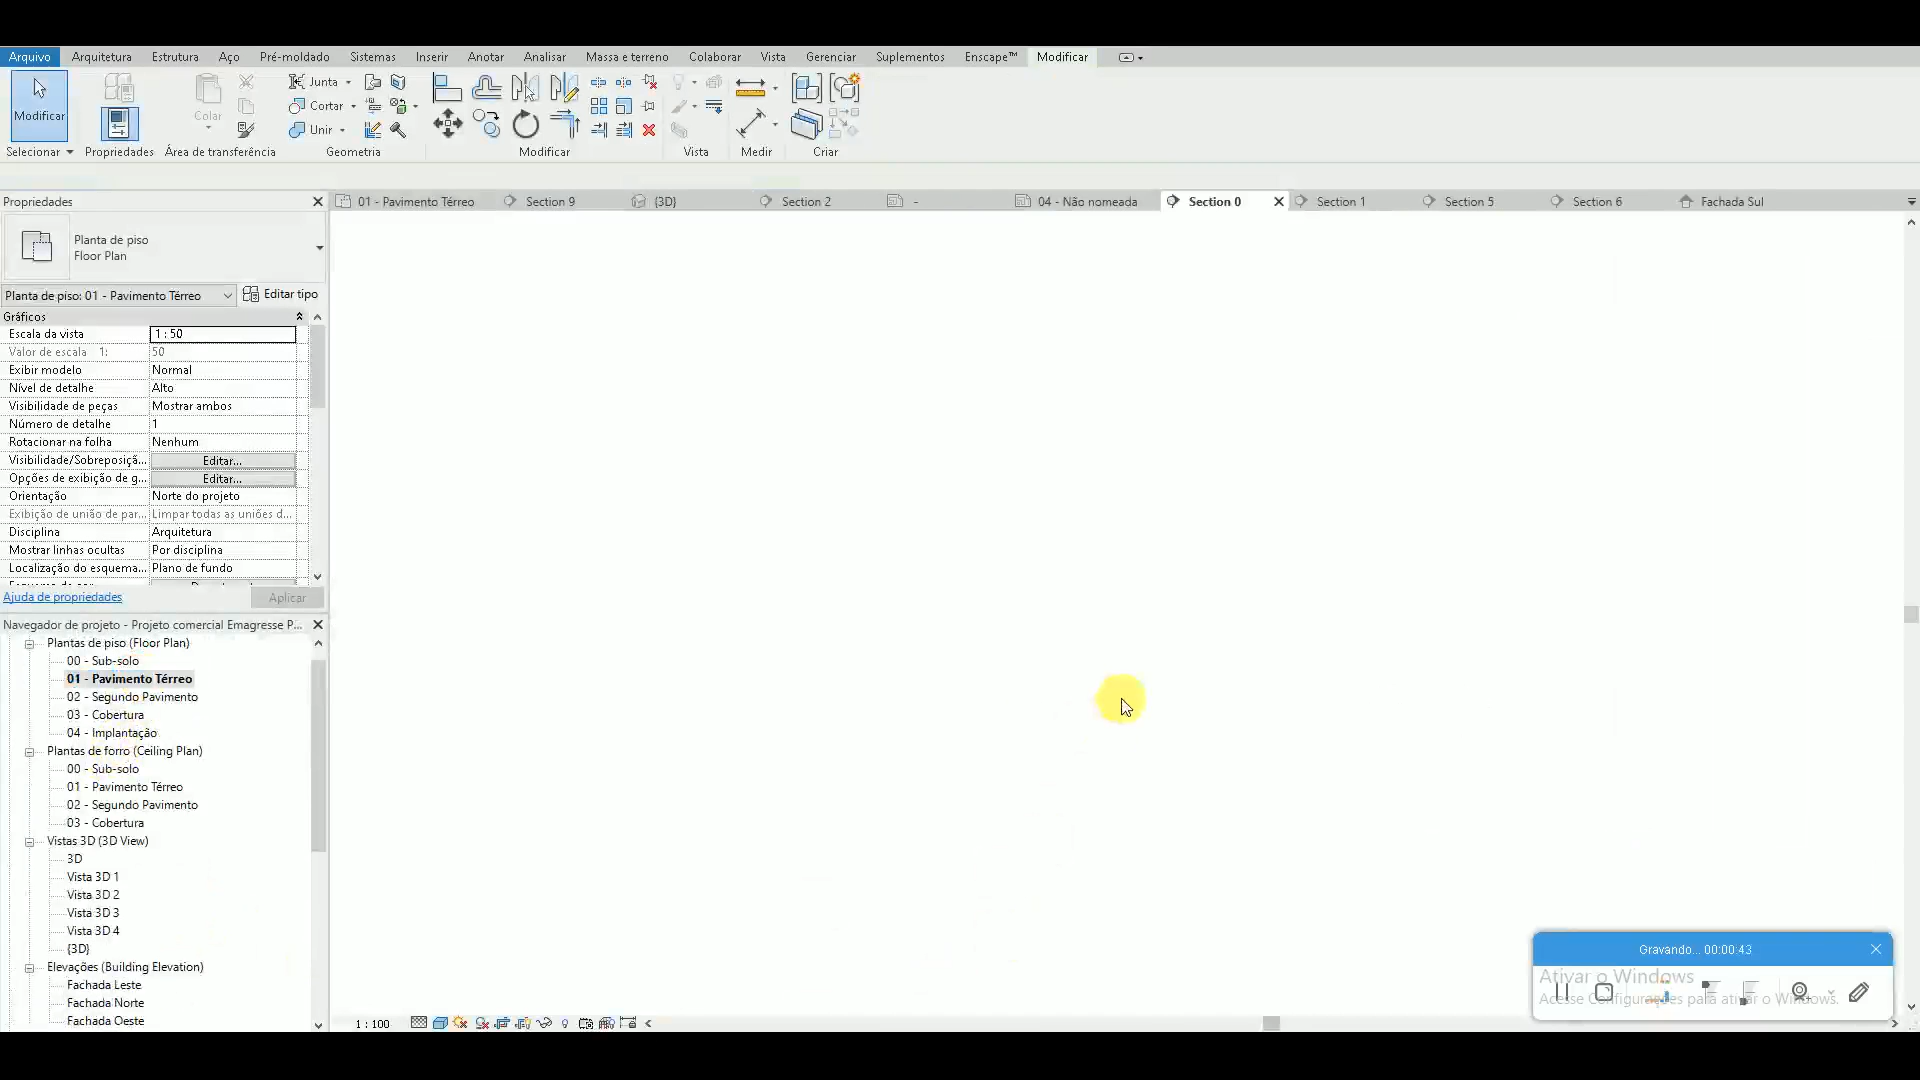 Arquivo Arquitetura Estrutura Aço Pré-moldado Sistemas Inserir Anotar Analisar Massa e terreno Colaborar Vista Gerenciar Suplementos Enscape™ Modificar
Modificar
Colar
Junta
Cortar
Unir
Selecionar Propriedades Área de transferência Geometria Modificar Vista Medir Criar
Propriedades
01 - Pavimento Térreo Section 9 {3D} Section 2 - 04 - Não nomeada Section 0 Section 1 Section 5 Section 6 Fachada Sul
Planta de piso
Floor Plan
Planta de piso: 01 - Pavimento Térreo Editar tipo
Gráficos
Escala da vista 1 : 50
Valor de escala 1: 50
Exibir modelo Normal
Nível de detalhe Alto
Visibilidade de peças Mostrar ambos
Número de detalhe 1
Rotacionar na folha Nenhum
Visibilidade/Sobreposiçã... Editar...
Opções de exibição de g... Editar...
Orientação Norte do projeto
Exibição de união de par... Limpar todas as uniões d...
Disciplina Arquitetura
Mostrar linhas ocultas Por disciplina
Localização do esquema... Plano de fundo
Ajuda de propriedades Aplicar
Navegador de projeto - Projeto comercial Emagresse P...
Plantas de piso (Floor Plan)
00 - Sub-solo
01 - Pavimento Térreo
02 - Segundo Pavimento
03 - Cobertura
04 - Implantação
Plantas de forro (Ceiling Plan)
00 - Sub-solo
01 - Pavimento Térreo
02 - Segundo Pavimento
03 - Cobertura
Vistas 3D (3D View)
3D
Vista 3D 1
Vista 3D 2
Vista 3D 3
Vista 3D 4
{3D}
Elevações (Building Elevation)
Fachada Leste
Fachada Norte
Fachada Oeste
1 : 100
Gravando... 00:00:43
Ativar o Windows
Acesse Configurações para ativar o Windows.